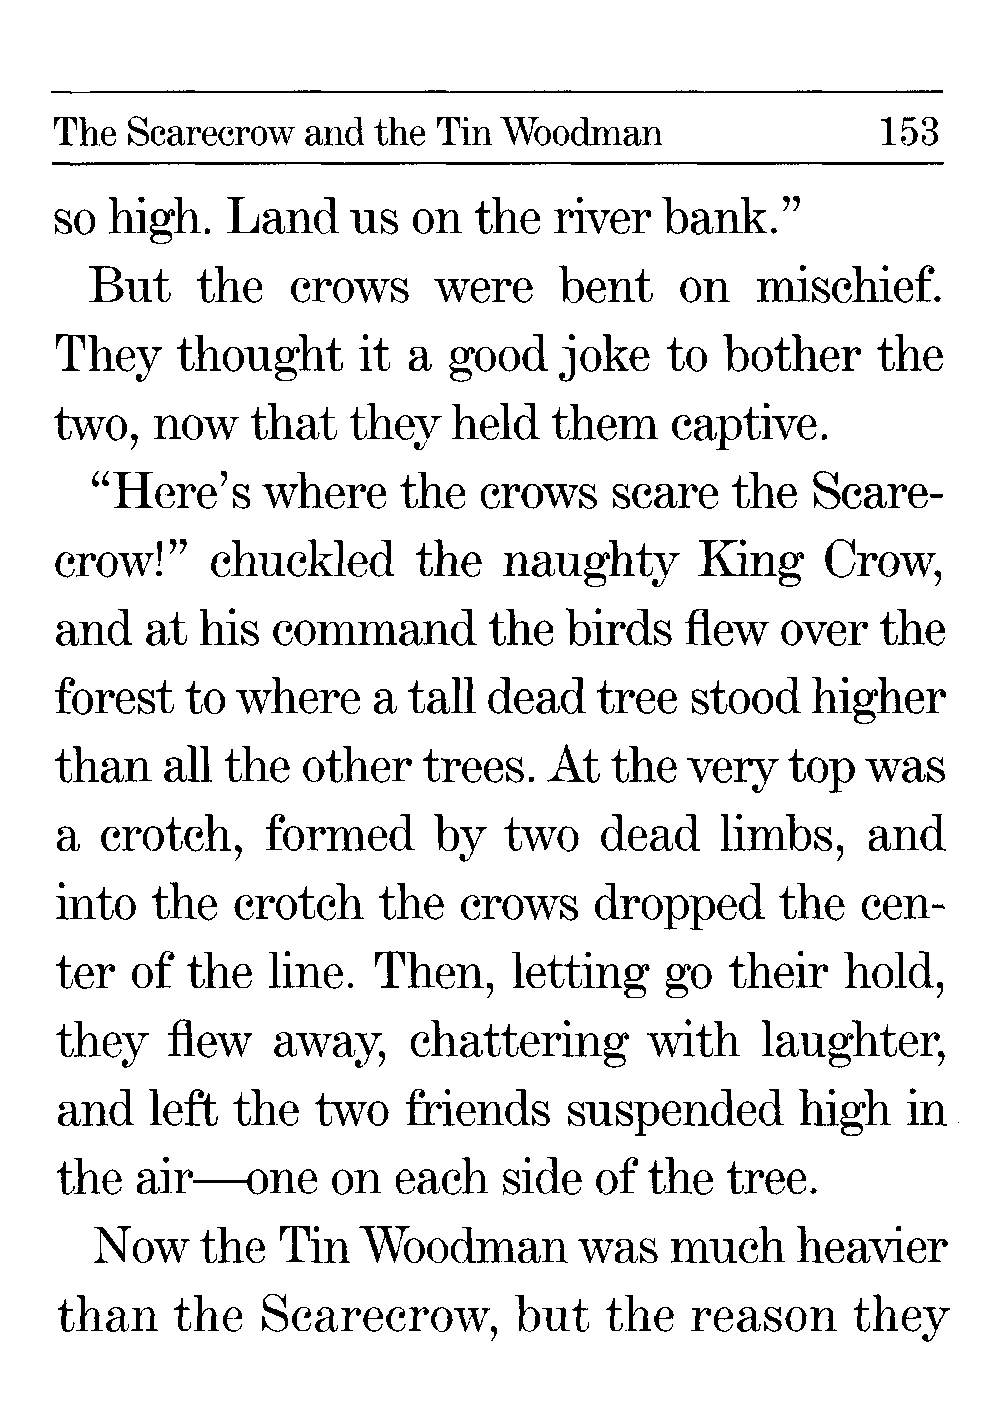 The Scarecrow and the Tin Woodman 153
so high. Land us on the river bank.”
But the crows were bent on mischief.
They thought it a good joke to bother the
two, now that they held them captive.
“Here’s where the crows scare the Scare-
crow!” chuckled the naughty King Crow,
and at his command the birds flew over the
forest to where a tall dead tree stood higher
than all the other trees. At the very top was
a crotch, formed by two dead limbs, and
into the crotch the crows dropped the cen-
ter of the line. Then, letting go their hold,
they flew away, chattering with laughter,
and left the two friends suspended high in
the air—one on each side of the tree.
Now the Tin Woodman was much heavier
than the Scarecrow, but the reason they